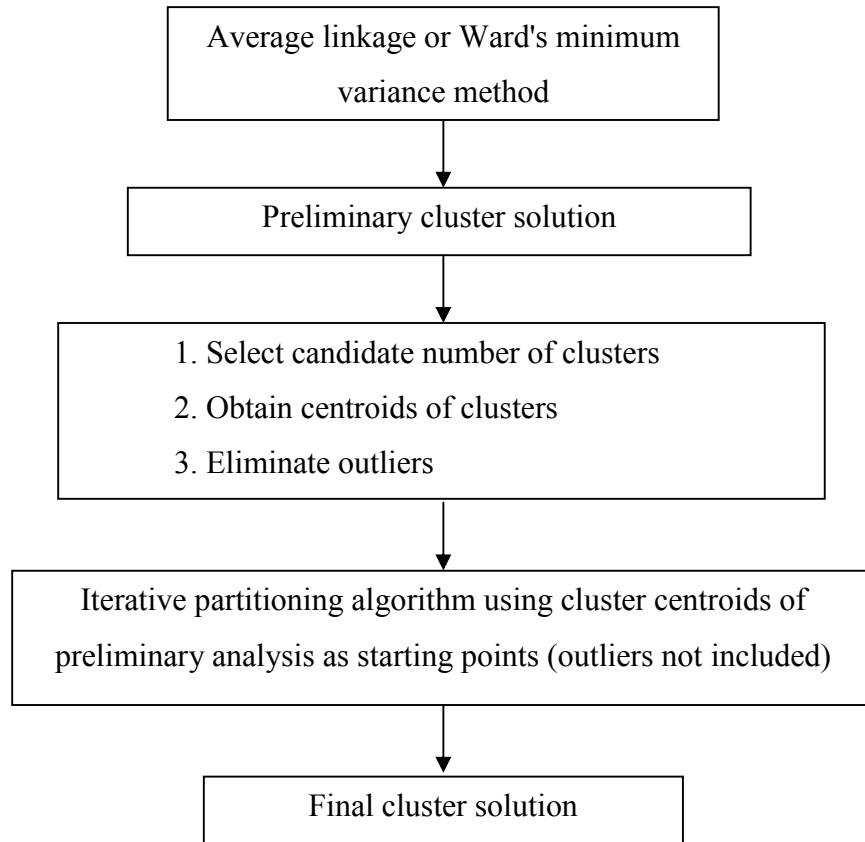 Average linkage or Ward's minimum
variance method
Preliminary cluster solution
1. Select candidate number of clusters
2. Obtain centroids of clusters
3. Eliminate outliers
Iterative partitioning algorithm using cluster centroids of
preliminary analysis as starting points (outliers not included)
Final cluster solution